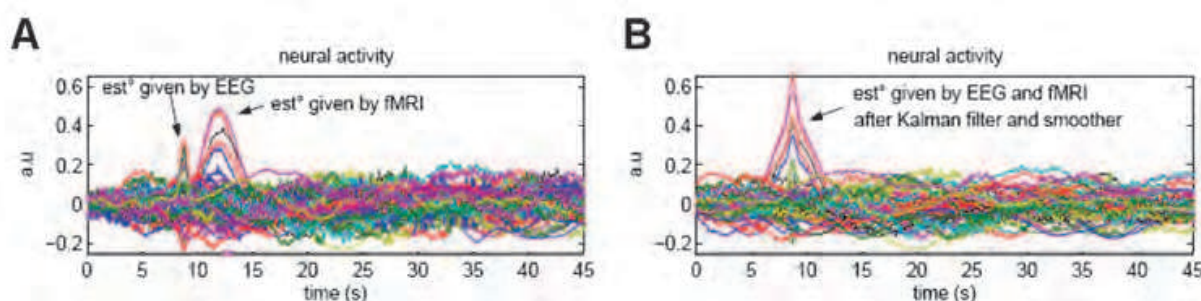 A
neural activity
est° given by EEG
est° given by fMRI
a.u
0.6
0.4
0.2
0
−0.2
0 5 10 15 20 25 30 35 40 45
time (s)
B
neural activity
est° given by EEG and fMRI
after Kalman filter and smoother
a.u
0.6
0.4
0.2
0
−0.2
0 5 10 15 20 25 30 35 40 45
time (s)